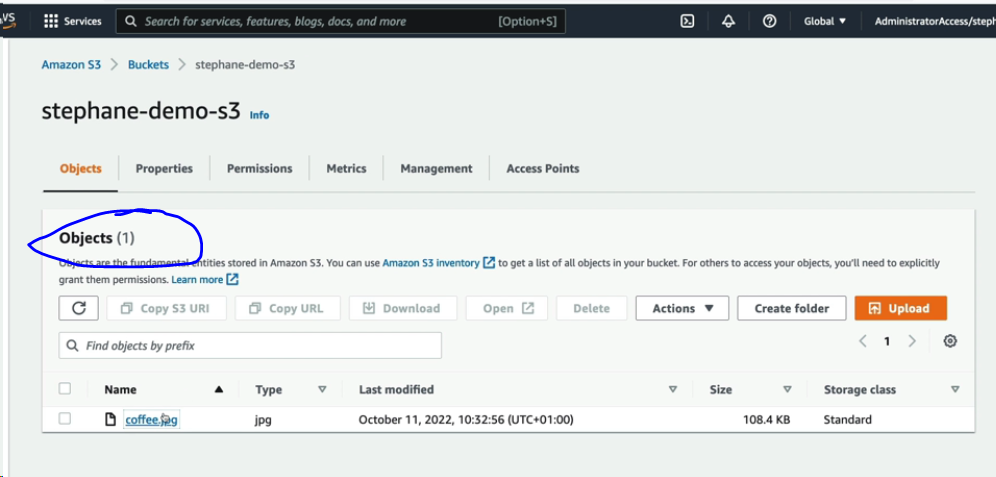 Services Search for services, features, blogs, docs, and more [Option+S] Global ▼ AdministratorAccess/steph
Amazon S3 > Buckets > stephane-demo-s3
stephane-demo-s3 Info
Objects Properties Permissions Metrics Management Access Points
Objects (1)
Objects are the fundamental entities stored in Amazon S3. You can use Amazon S3 inventory to get a list of all objects in your bucket. For others to access your objects, you'll need to explicitly
grant them permissions. Learn more
Copy S3 URI Copy URL Download Open Delete Actions ▼ Create folder Upload
Find objects by prefix < 1 >
Name ▲ Type ▽ Last modified ▽ Size ▽ Storage class ▽
coffee.jpg jpg October 11, 2022, 10:32:56 (UTC+01:00) 108.4 KB Standard